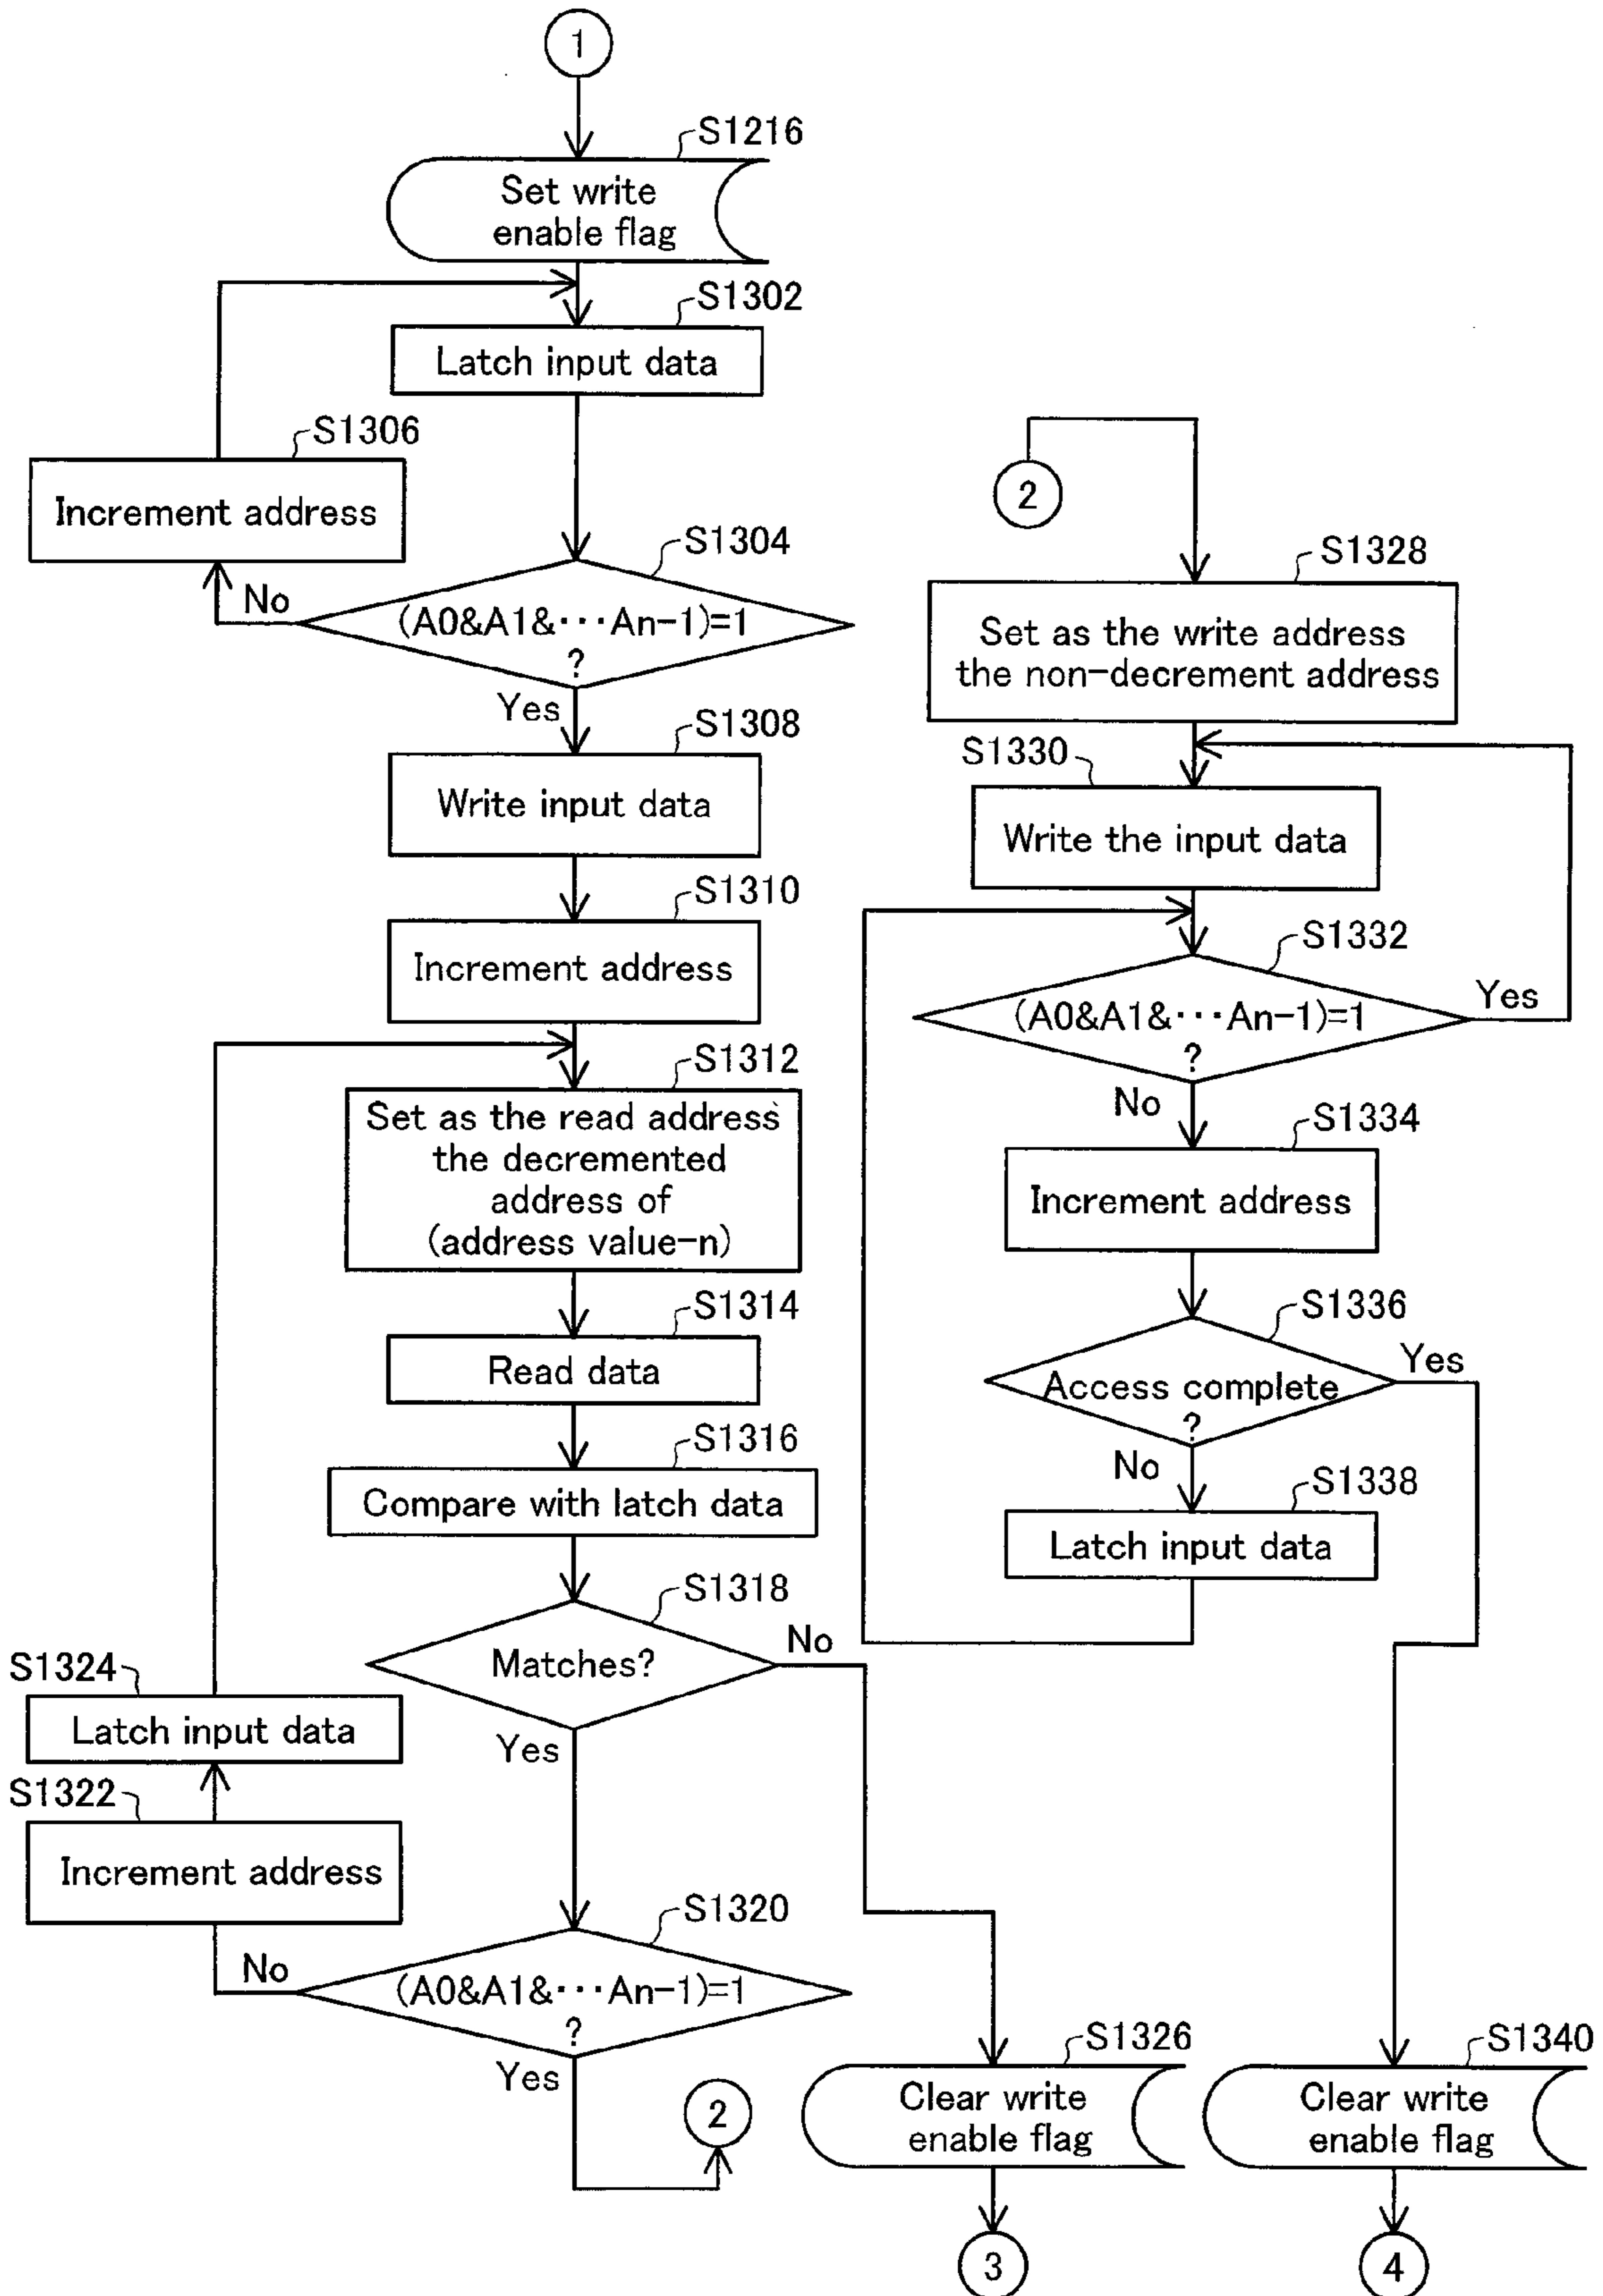 1
S1216
Set write
enable flag
S1302
Latch input data
S1306
Increment address
S1304
No
(A0&A1&···An-1)=1
?
Yes
S1308
Write input data
S1310
Increment address
S1312
Set as the read address
the decremented
address of
(address value-n)
S1314
Read data
S1316
Compare with latch data
S1318
Matches?
No
Yes
S1324
Latch input data
S1322
Increment address
S1320
(A0&A1&···An-1)=1
?
No
Yes
2
2
S1328
Set as the write address
the non-decrement address
S1330
Write the input data
S1332
(A0&A1&···An-1)=1
?
Yes
No
S1334
Increment address
S1336
Access complete
?
Yes
No
S1338
Latch input data
S1326
Clear write
enable flag
3
S1340
Clear write
enable flag
4